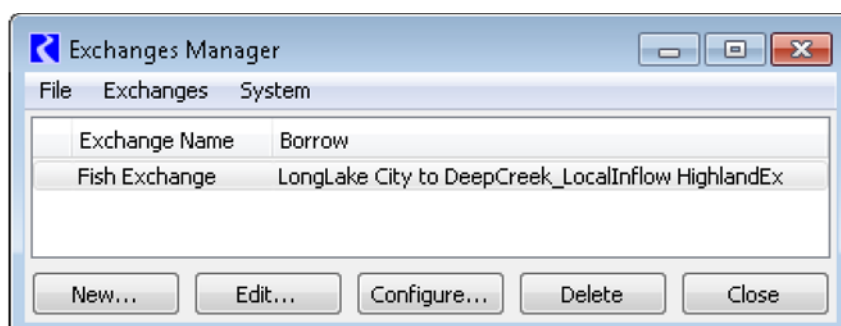 Exchanges Manager
File Exchanges System
Exchange Name Borrow
Fish Exchange LongLake City to DeepCreek_LocalInflow HighlandEx
New... Edit... Configure... Delete Close